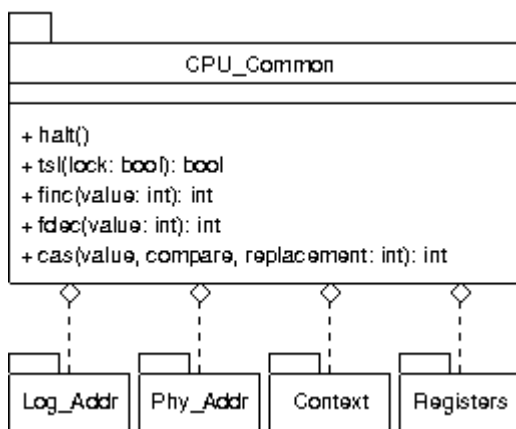 CPU_Common
+ halt()
+ tsl(lock: bool): bool
+ finc(value: int): int
+ fdec(value: int): int
+ cas(value, compare, replacement: int): int
Log_Addr Phy_Addr Context Registers